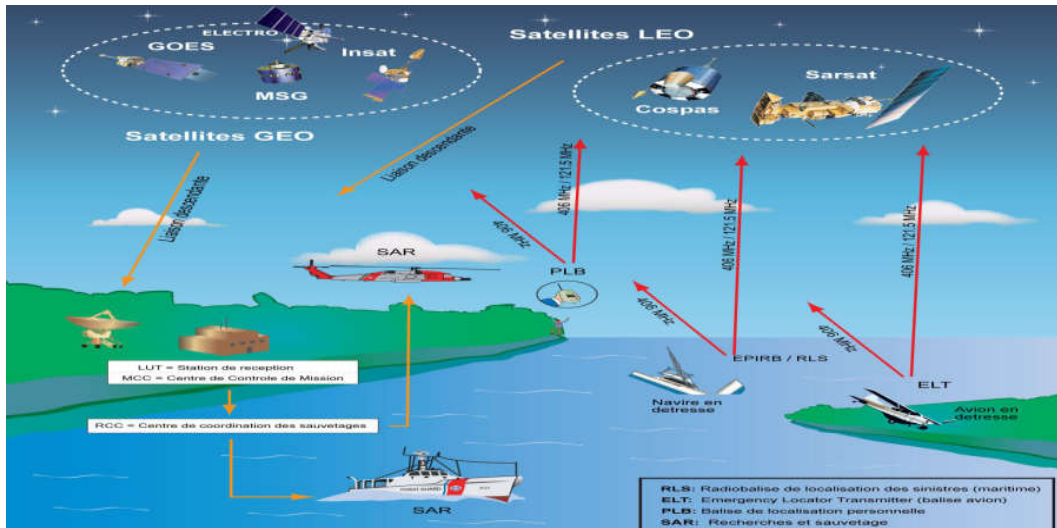 ELECTRO
GOES
Insat
MSG
Satellites GEO
Satellites LEO
Cospas
Sarsat
Liaison descendante
Liaison descendante
406 MHz
406 MHz / 121.5 MHz
406 MHz
406 MHz / 121.5 MHz
406 MHz
406 MHz / 121.5 MHz
SAR
PLB
EPIRB / RLS
ELT
Navire en
detresse
Avion en
detresse
LUT = Station de reception
MCC = Centre de Controle de Mission
RCC = Centre de coordination des sauvetages
COAST GUARD
SAR
RLS: Radiobalise de localisation des sinistres (maritime)
ELT: Emergency Locator Transmitter (balise avion)
PLB: Balise de localisation personnelle
SAR: Recherches et sauvetage